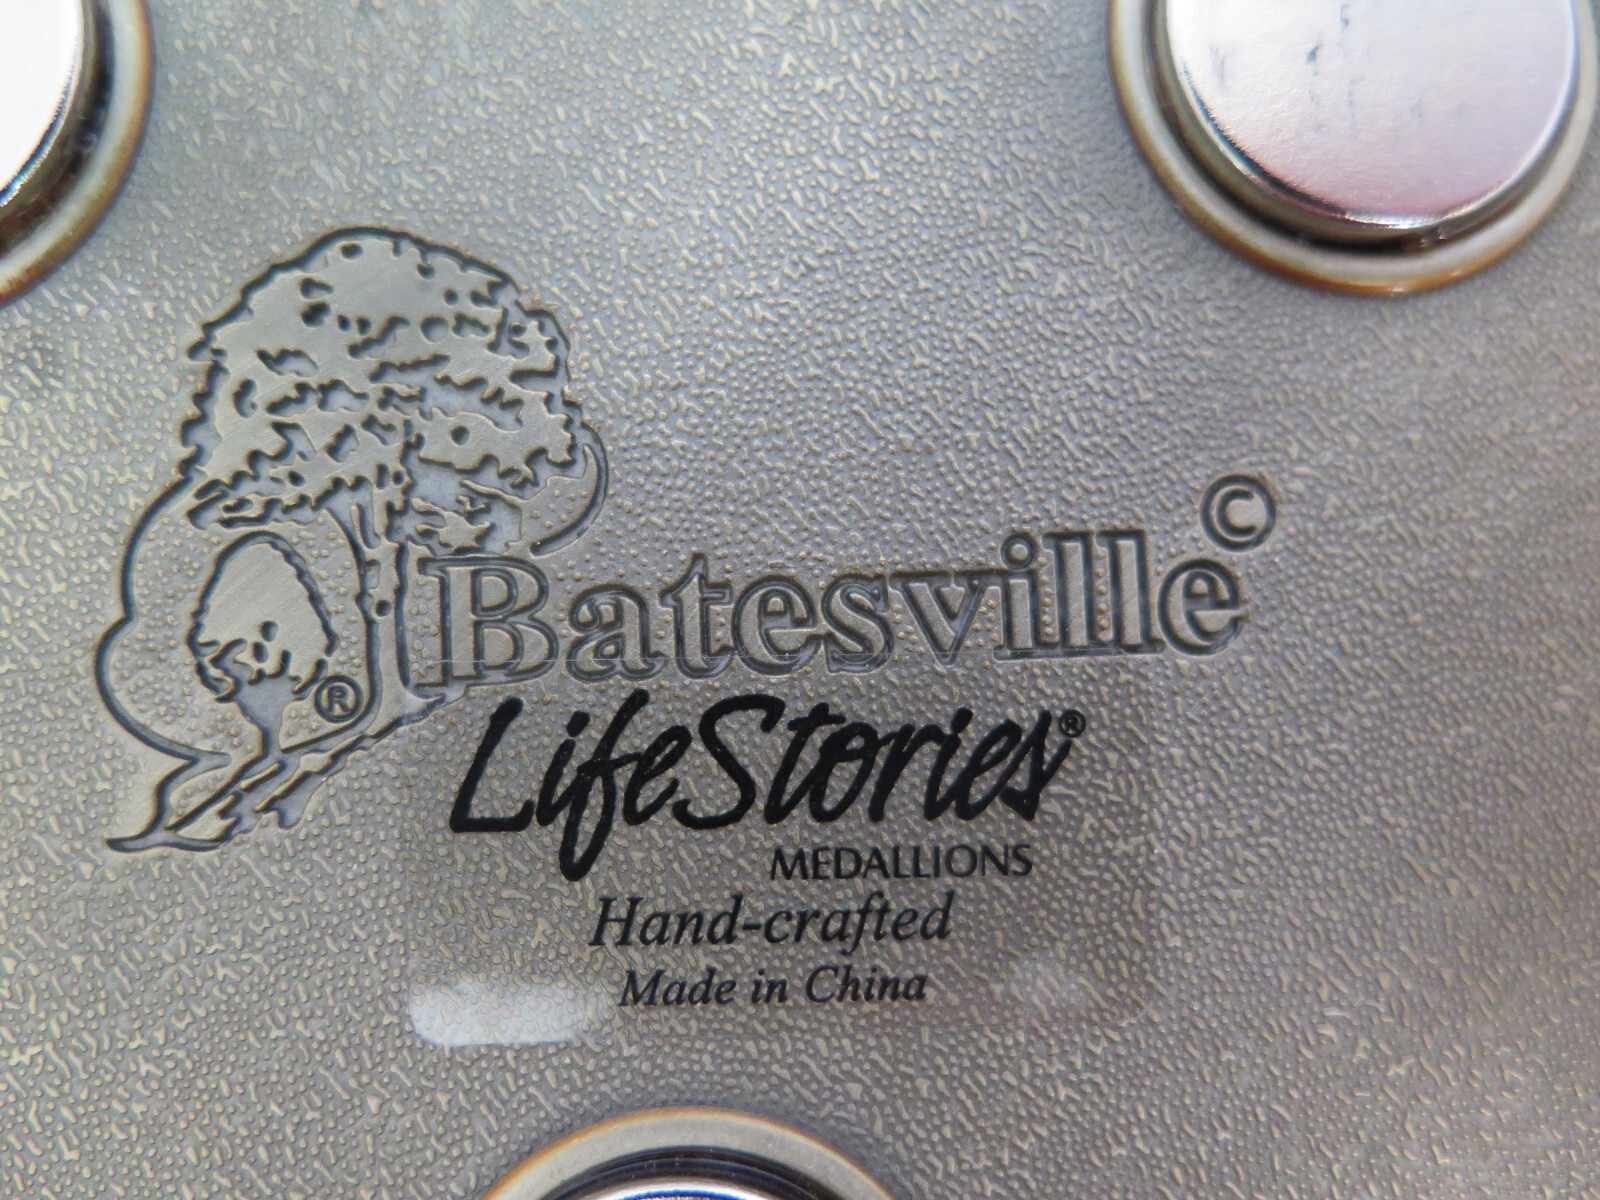 Batesville©
®
LifeStories®
MEDALLIONS
Hand-crafted
Made in China